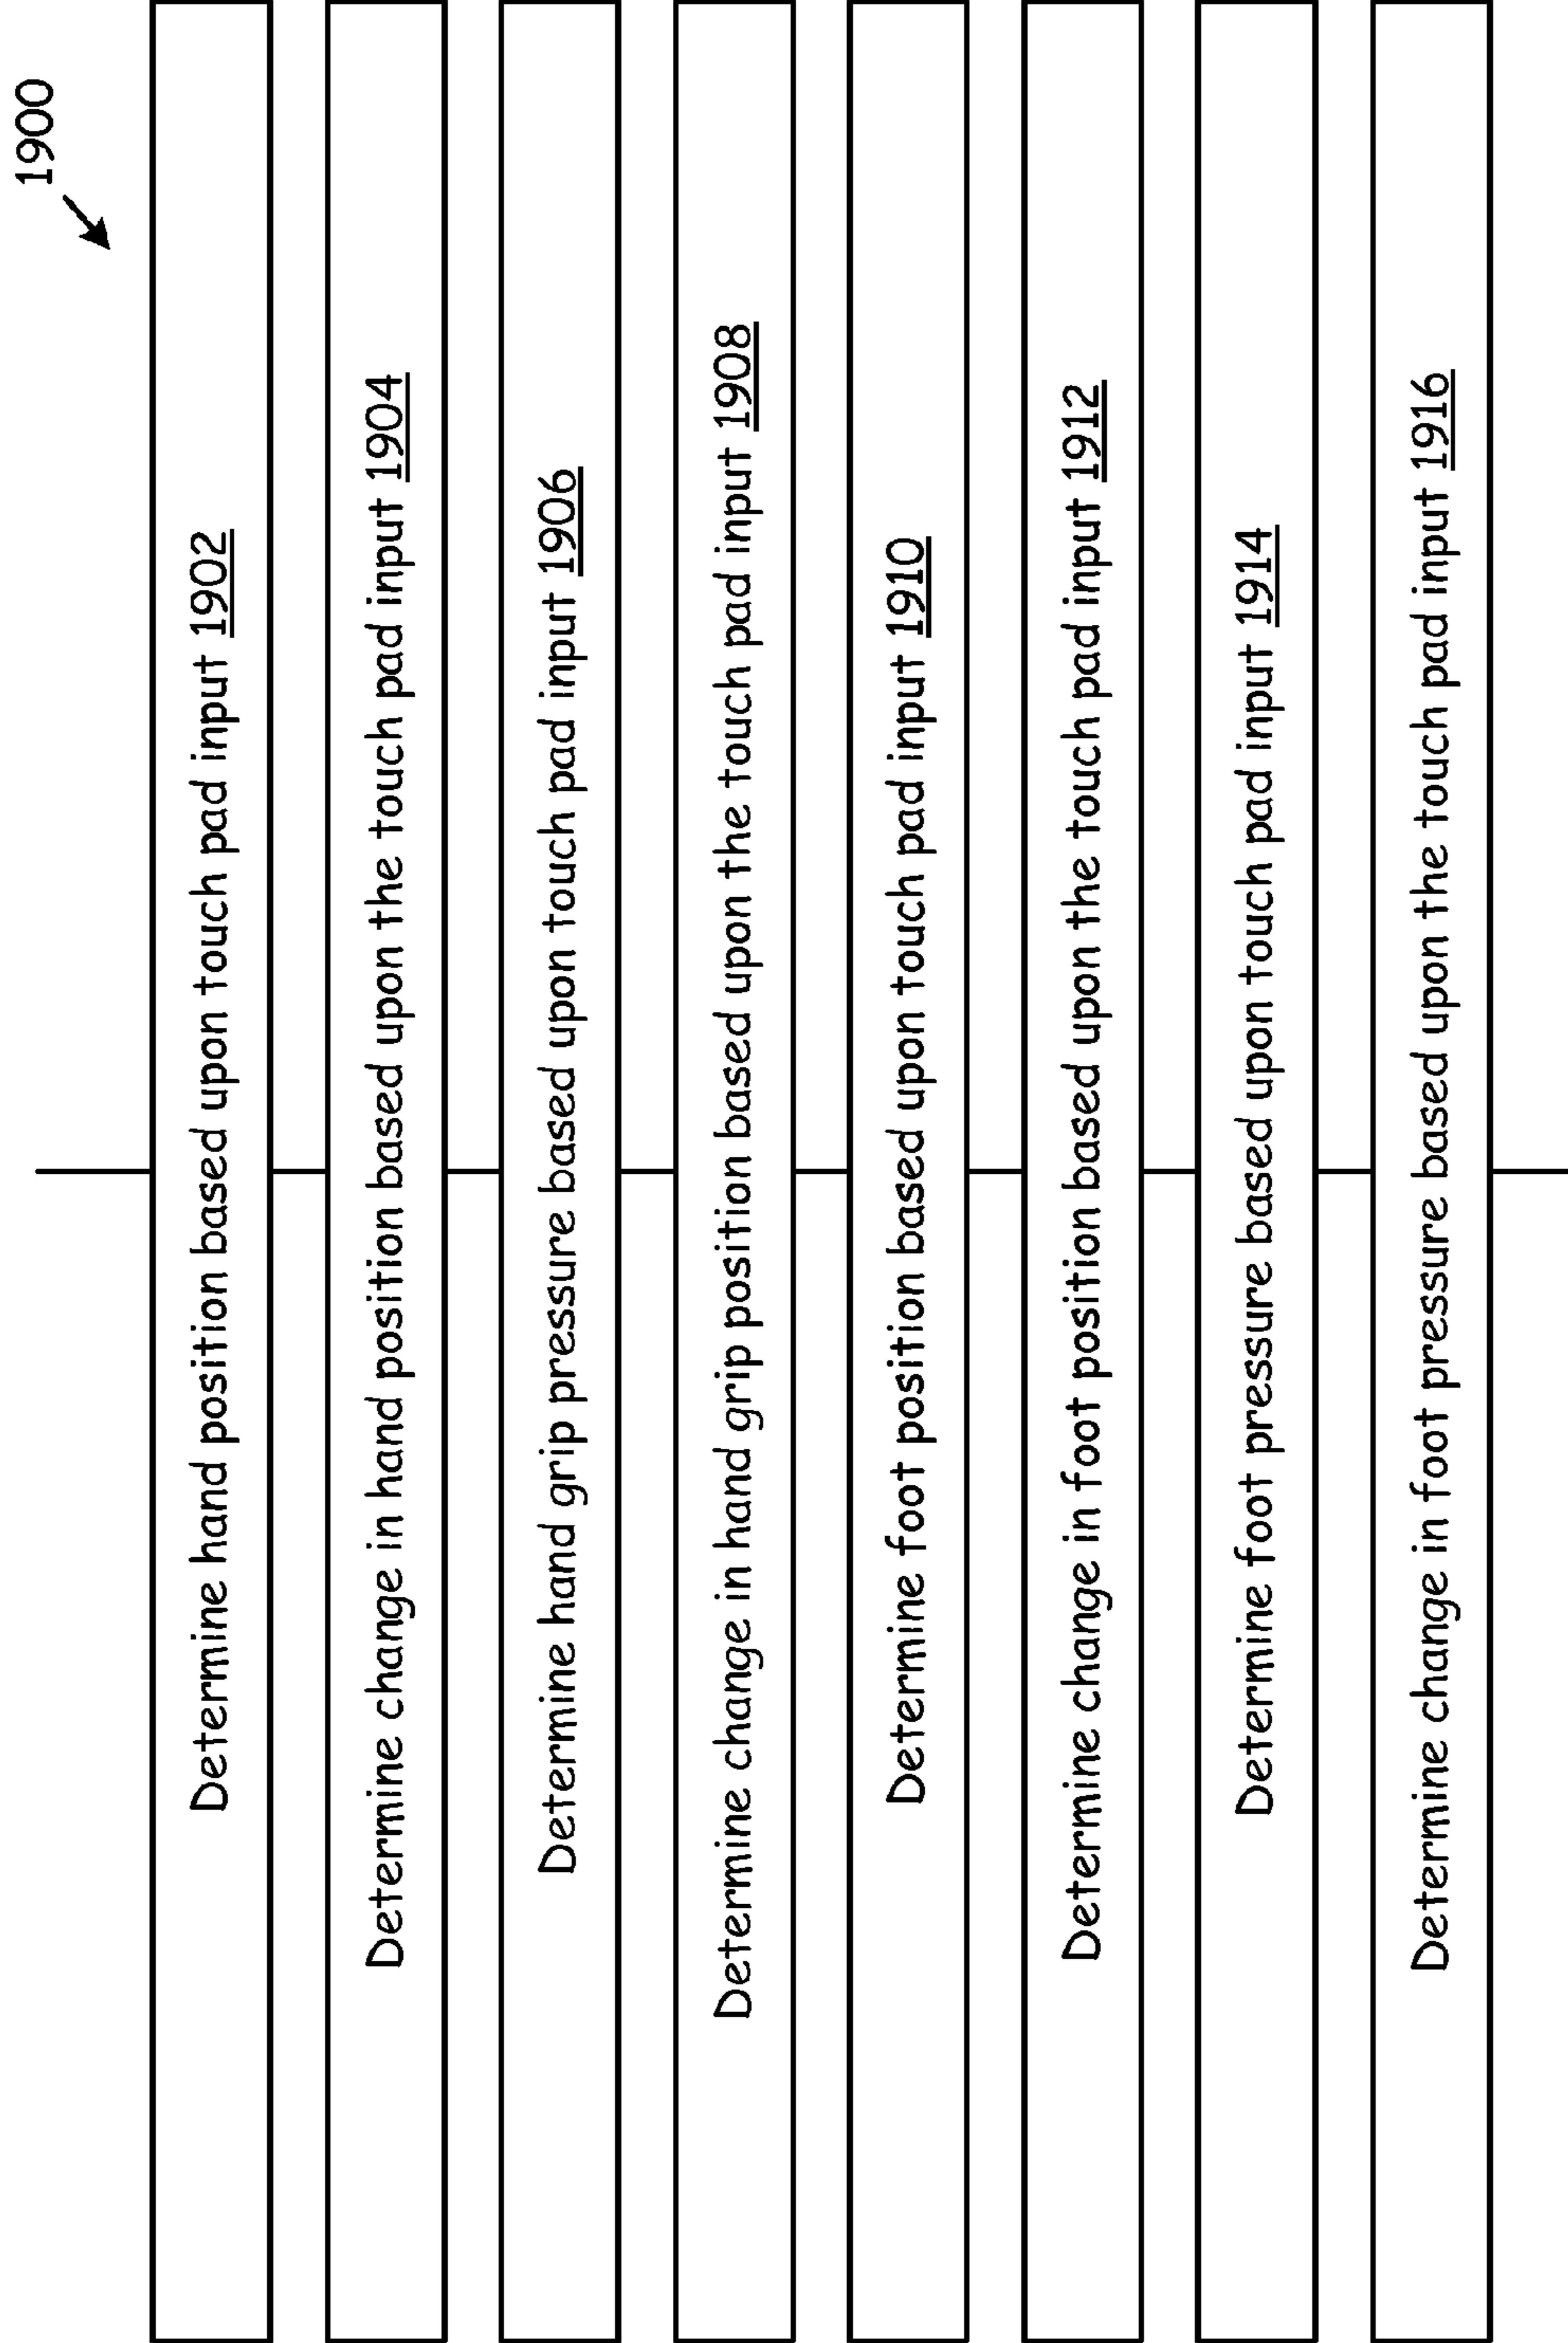 1900
Determine hand position based upon touch pad input 1902
Determine change in hand position based upon the touch pad input 1904
Determine hand grip pressure based upon touch pad input 1906
Determine change in hand grip position based upon the touch pad input 1908
Determine foot position based upon touch pad input 1910
Determine change in foot position based upon the touch pad input 1912
Determine foot pressure based upon touch pad input 1914
Determine change in foot pressure based upon the touch pad input 1916